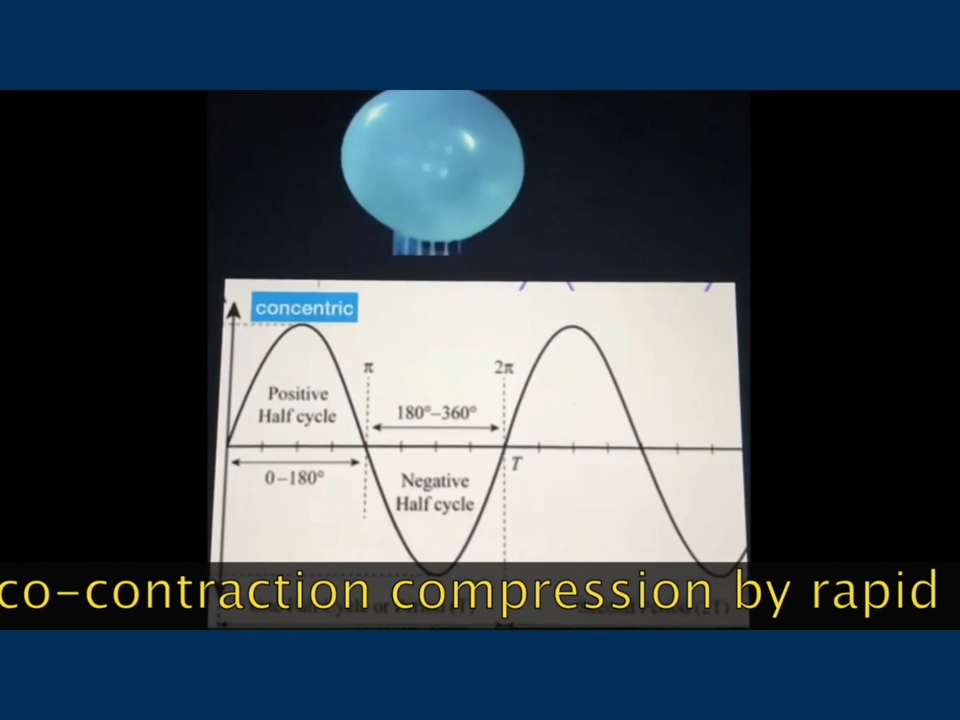 concentric
π
2π
Positive
Half cycle
180°–360°
0–180°
T
Negative
Half cycle
co-contraction compression by rapid